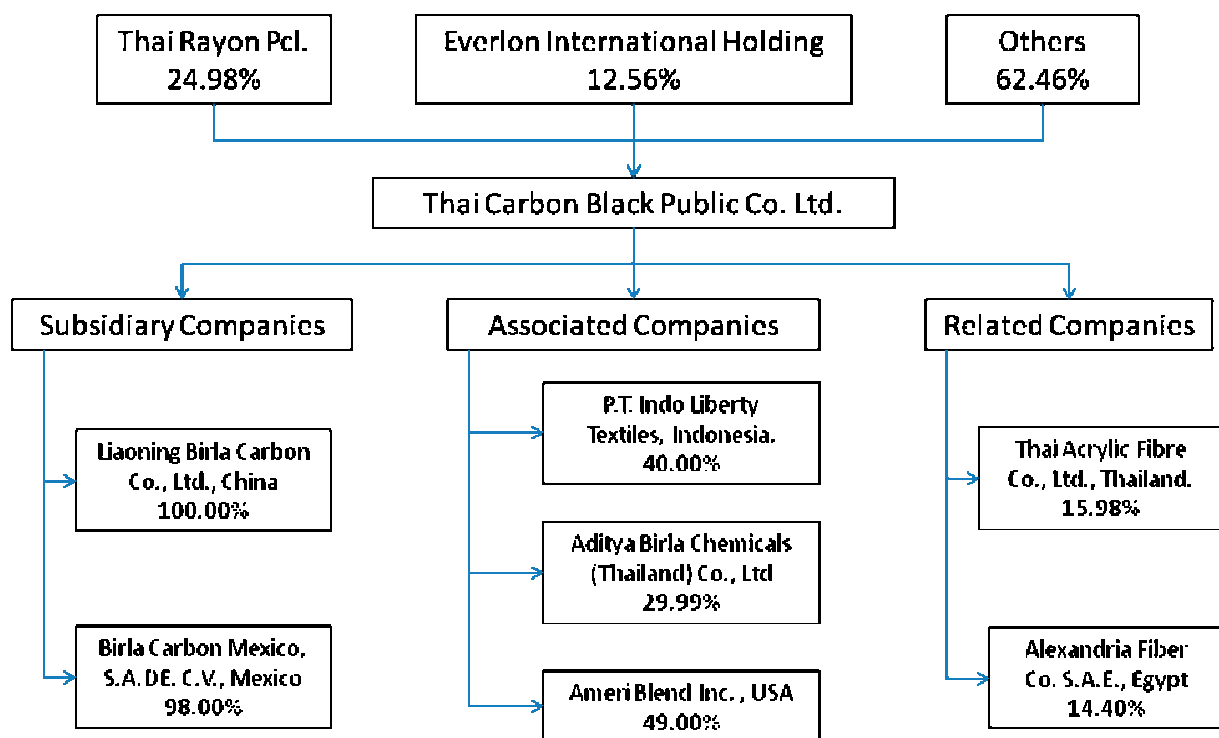 Thai Rayon Pcl.
24.98%
Everlon International Holding
12.56%
Others
62.46%
Thai Carbon Black Public Co. Ltd.
Subsidiary Companies
Liaoning Birla Carbon
Co., Ltd., China
100.00%
Birla Carbon Mexico,
S.A. DE. C.V., Mexico
98.00%
Associated Companies
P.T. Indo Liberty
Textiles, Indonesia.
40.00%
Aditya Birla Chemicals
(Thailand) Co., Ltd
29.99%
Ameri Blend Inc. , USA
49.00%
Related Companies
Thai Acrylic Fibre
Co., Ltd., Thailand.
15.98%
Alexandria Fiber
Co. S.A.E., Egypt
14.40%